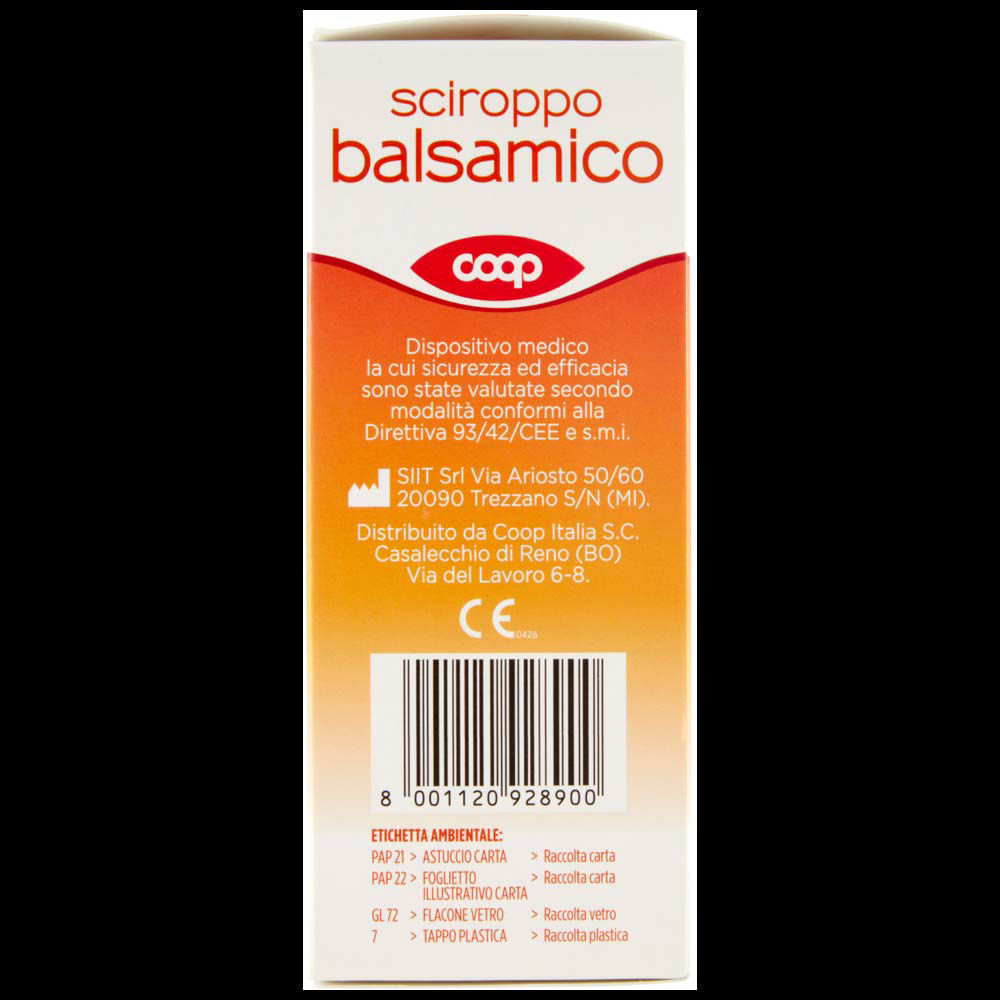 sciroppo
balsamico
coop
Dispositivo medico
la cui sicurezza ed efficacia
sono state valutate secondo
modalità conformi alla
Direttiva 93/42/CEE e s.m.i.
SIIT Srl Via Ariosto 50/60
20090 Trezzano S/N (MI).
Distribuito da Coop Italia S.C.
Casalecchio di Reno (BO)
Via del Lavoro 6-8.
CE 0426
8 001120 928900
ETICHETTA AMBIENTALE:
PAP 21 > ASTUCCIO CARTA > Raccolta carta
PAP 22 > FOGLIETTO > Raccolta carta
ILLUSTRATIVO CARTA
GL 72 > FLACONE VETRO > Raccolta vetro
7 > TAPPO PLASTICA > Raccolta plastica